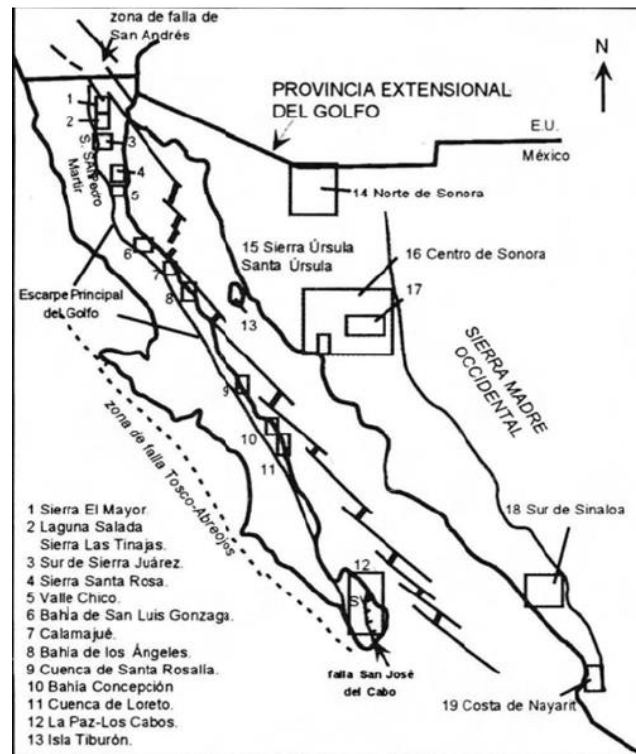 zona de falla de
San Andrés
N
PROVINCIA EXTENSIONAL
DEL GOLFO
E.U.
México
1
2
3
4
5
S. SAN Pedro
Martir
14 Norte de Sonora
15 Sierra Úrsula
Santa Úrsula
16 Centro de Sonora
17
6
7
8
13
Escarpe Principal
del Golfo
SIERRA MADRE
OCCIDENTAL
9
10
11
zona de falla Tosco-Abreojos
18 Sur de Sinaloa
12
SV
falla San José
del Cabo
19 Costa de Nayarit
1 Sierra El Mayor.
2 Laguna Salada
Sierra Las Tinajas.
3 Sur de Sierra Juárez.
4 Sierra Santa Rosa.
5 Valle Chico.
6 Bahía de San Luis Gonzaga.
7 Calamajué.
8 Bahía de los Ángeles.
9 Cuenca de Santa Rosalía.
10 Bahía Concepción
11 Cuenca de Loreto.
12 La Paz-Los Cabos.
13 Isla Tiburón.